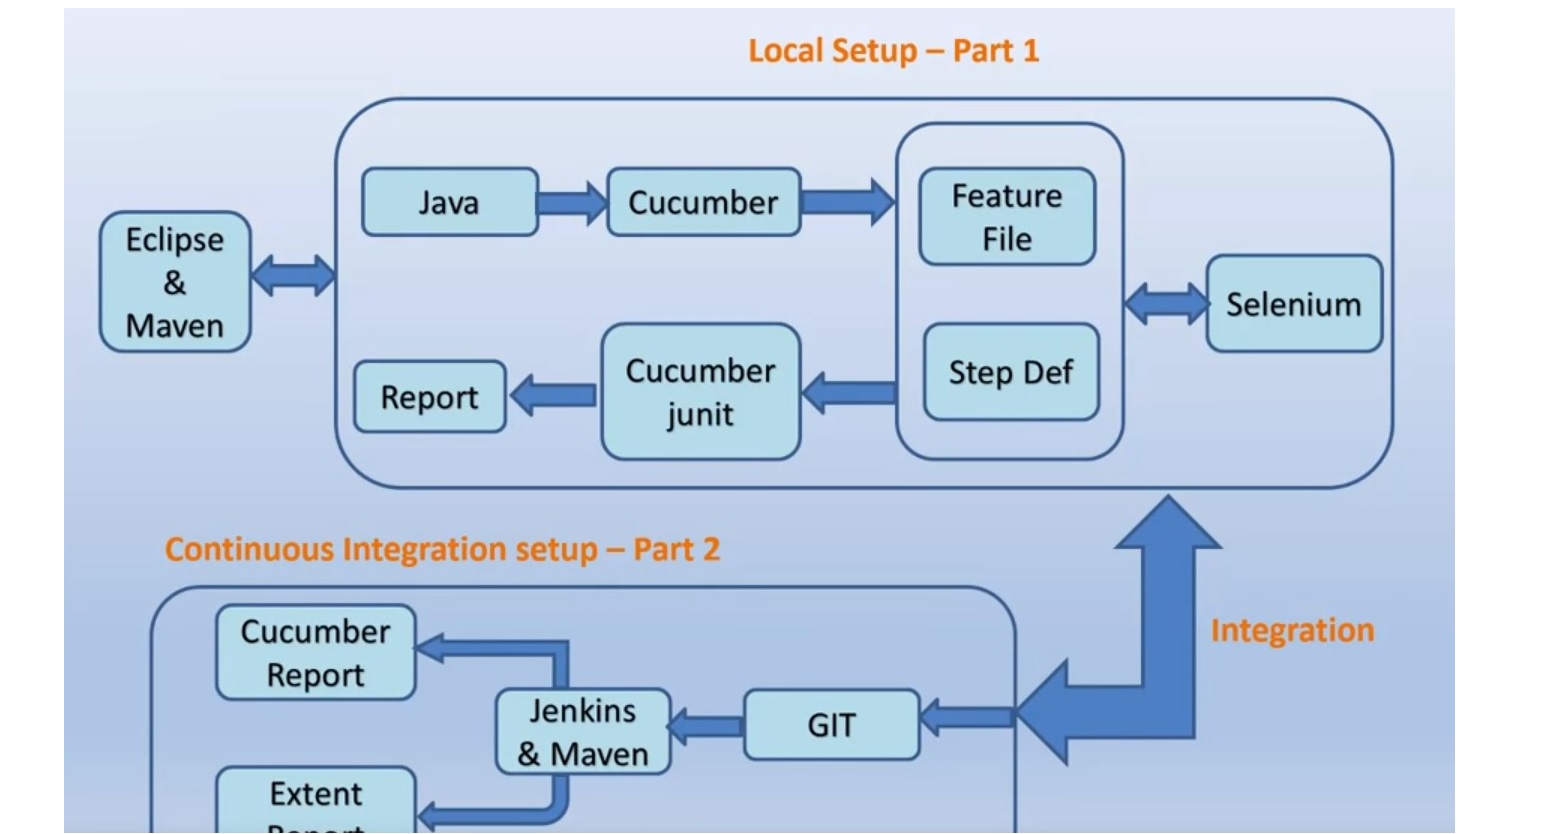 Local Setup – Part 1
Java
Cucumber
Feature
File
Eclipse
&
Maven
Selenium
Report
Cucumber
junit
Step Def
Continuous Integration setup – Part 2
Integration
Cucumber
Report
Jenkins
& Maven
GIT
Extent
Report